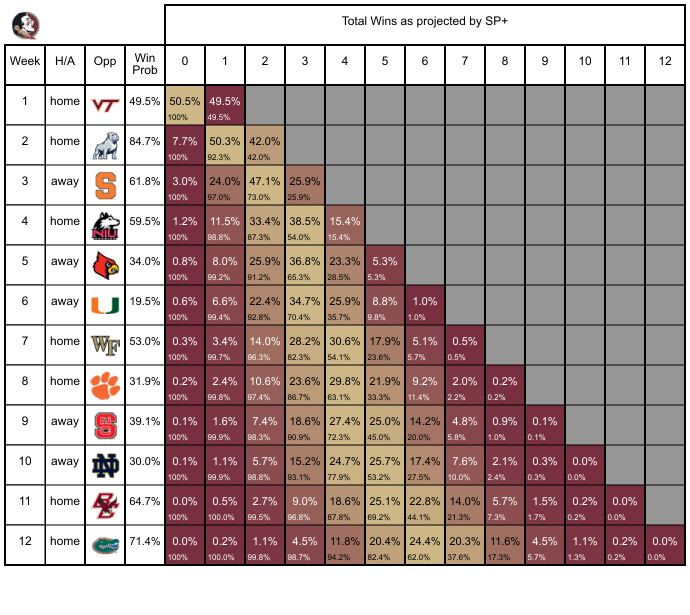 Total Wins as projected by SP+
Week H/A Opp Win Prob 0 1 2 3 4 5 6 7 8 9 10 11 12
1 home VT 49.5% 50.5% 49.5%
100% 49.5%
2 home 84.7% 7.7% 50.3% 42.0%
100% 92.3% 42.0%
3 away S 61.8% 3.0% 24.0% 47.1% 25.9%
100% 97.0% 73.0% 25.9%
4 home NIU 59.5% 1.2% 11.5% 33.4% 38.5% 15.4%
100% 98.8% 87.3% 54.0% 15.4%
5 away 34.0% 0.8% 8.0% 25.9% 36.8% 23.3% 5.3%
100% 99.2% 91.2% 65.3% 28.5% 5.3%
6 away U 19.5% 0.6% 6.6% 22.4% 34.7% 25.9% 8.8% 1.0%
100% 99.4% 92.8% 70.4% 35.7% 9.8% 1.0%
7 home WF 53.0% 0.3% 3.4% 14.0% 28.2% 30.6% 17.9% 5.1% 0.5%
100% 99.7% 96.3% 82.3% 54.1% 23.6% 5.7% 0.5%
8 home 31.9% 0.2% 2.4% 10.6% 23.6% 29.8% 21.9% 9.2% 2.0% 0.2%
100% 99.8% 97.4% 86.7% 63.1% 33.3% 11.4% 2.2% 0.2%
9 away NCS 39.1% 0.1% 1.6% 7.4% 18.6% 27.4% 25.0% 14.2% 4.8% 0.9% 0.1%
100% 99.9% 98.3% 90.9% 72.3% 45.0% 20.0% 5.8% 1.0% 0.1%
10 away ND 30.0% 0.1% 1.1% 5.7% 15.2% 24.7% 25.7% 17.4% 7.6% 2.1% 0.3% 0.0%
100% 99.9% 98.8% 93.1% 77.9% 53.2% 27.5% 10.0% 2.4% 0.3% 0.0%
11 home BC 64.7% 0.0% 0.5% 2.7% 9.0% 18.6% 25.1% 22.8% 14.0% 5.7% 1.5% 0.2% 0.0%
100% 100.0% 99.5% 96.8% 87.8% 69.2% 44.1% 21.3% 7.3% 1.7% 0.2% 0.0%
12 home 71.4% 0.0% 0.2% 1.1% 4.5% 11.8% 20.4% 24.4% 20.3% 11.6% 4.5% 1.1% 0.2% 0.0%
100% 100.0% 99.8% 98.7% 94.2% 82.4% 62.0% 37.6% 17.3% 5.7% 1.3% 0.2% 0.0%